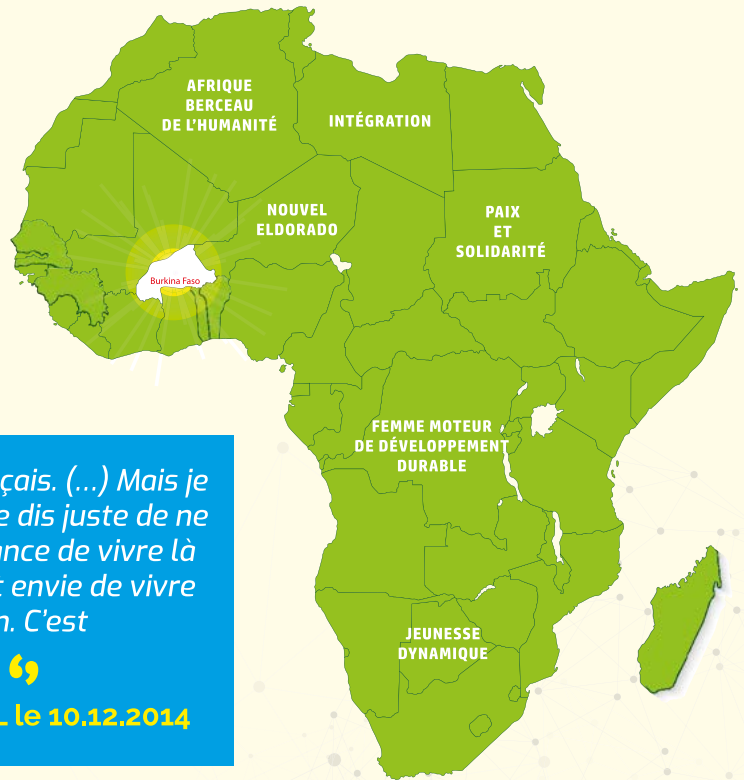 AFRIQUE
BERCEAU
DE L'HUMANITÉ
INTÉGRATION
NOUVEL
ELDORADO
PAIX
ET
SOLIDARITÉ
Burkina Faso
FEMME MOTEUR
DE DÉVELOPPEMENT
DURABLE
JEUNESSE
DYNAMIQUE
çais. (...) Mais je
e dis juste de ne
ance de vivre là
t envie de vivre
n. C'est
”
L le 10.12.2014